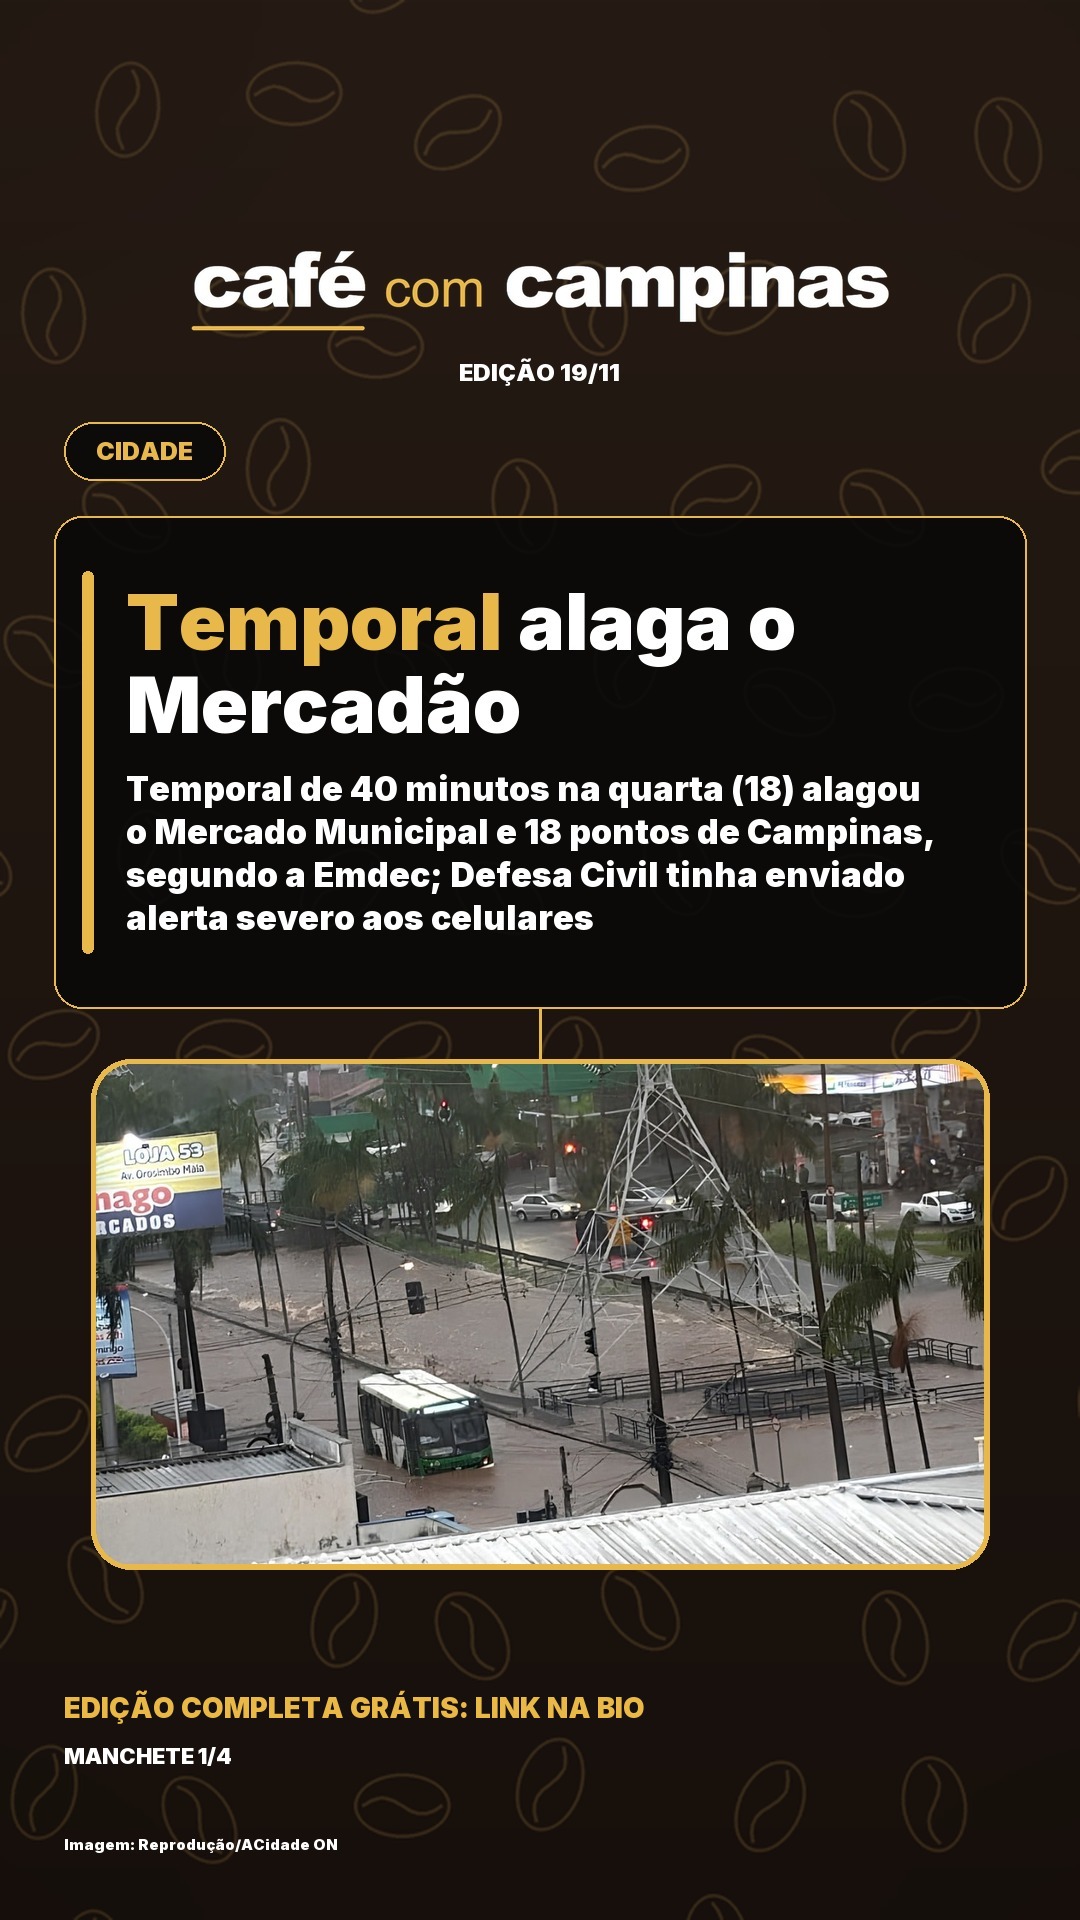 café com campinas
EDIÇÃO 19/11
CIDADE
Temporal alaga o
Mercadão
Temporal de 40 minutos na quarta (18) alagou
o Mercado Municipal e 18 pontos de Campinas,
segundo a Emdec; Defesa Civil tinha enviado
alerta severo aos celulares
LOJA 53
Av. Orosimbo Maia
nago
RCADOS
EDIÇÃO COMPLETA GRÁTIS: LINK NA BIO
MANCHETE 1/4
Imagem: Reprodução/ACidade ON